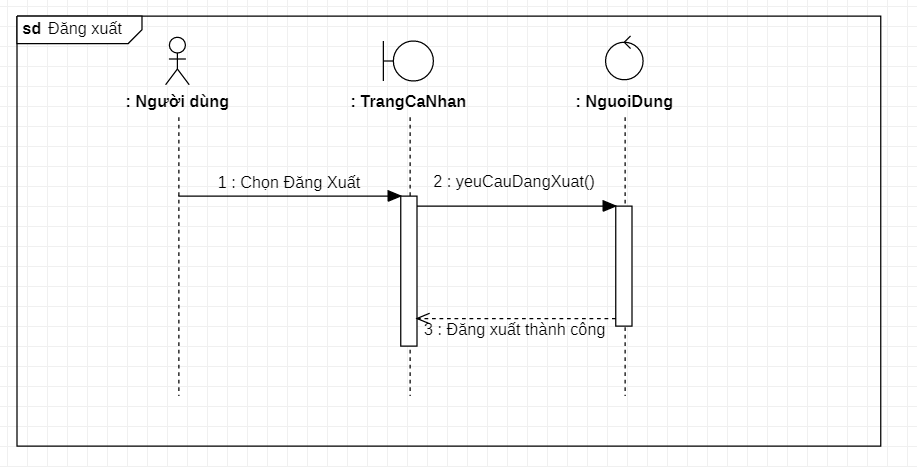 sd Đăng xuất
: Người dùng
: TrangCaNhan
: NguoiDung
1 : Chọn Đăng Xuất
2 : yeuCauDangXuat()
3 : Đăng xuất thành công